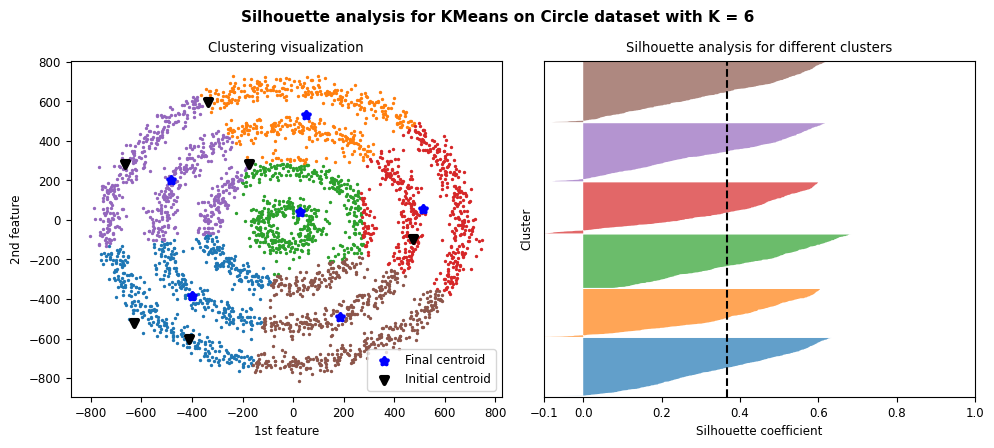 Silhouette analysis for KMeans on Circle dataset with K = 6
Clustering visualization
800
600
400
200
0
−200
−400
−600
−800
2nd feature
−800 −600 −400 −200 0 200 400 600 800
1st feature
Final centroid
Initial centroid
Silhouette analysis for different clusters
Cluster
−0.1 0.0 0.2 0.4 0.6 0.8 1.0
Silhouette coefficient